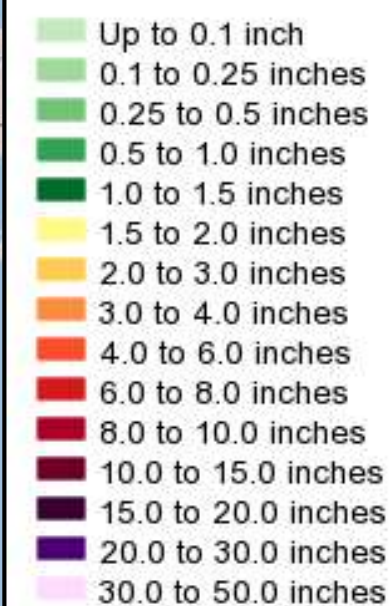 Up to 0.1 inch
0.1 to 0.25 inches
0.25 to 0.5 inches
0.5 to 1.0 inches
1.0 to 1.5 inches
1.5 to 2.0 inches
2.0 to 3.0 inches
3.0 to 4.0 inches
4.0 to 6.0 inches
6.0 to 8.0 inches
8.0 to 10.0 inches
10.0 to 15.0 inches
15.0 to 20.0 inches
20.0 to 30.0 inches
30.0 to 50.0 inches